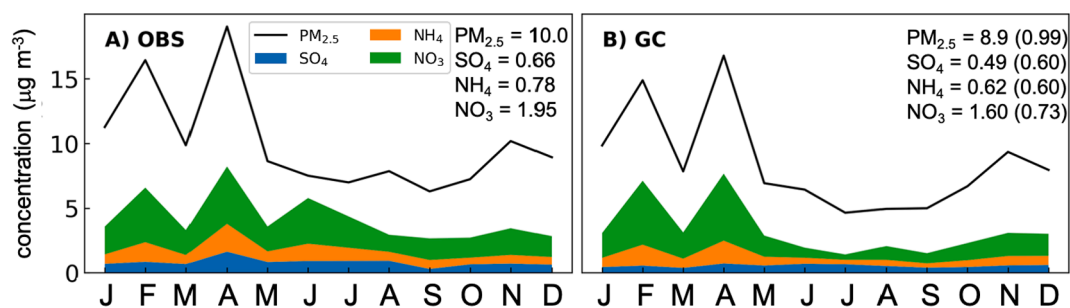 A) OBS
PM2.5
SO4
NH4
NO3
PM2.5 = 10.0
SO4 = 0.66
NH4 = 0.78
NO3 = 1.95
B) GC
PM2.5 = 8.9 (0.99)
SO4 = 0.49 (0.60)
NH4 = 0.62 (0.60)
NO3 = 1.60 (0.73)
concentration (μg m-3)
15
10
5
0
J F M A M J J A S O N D
J F M A M J J A S O N D